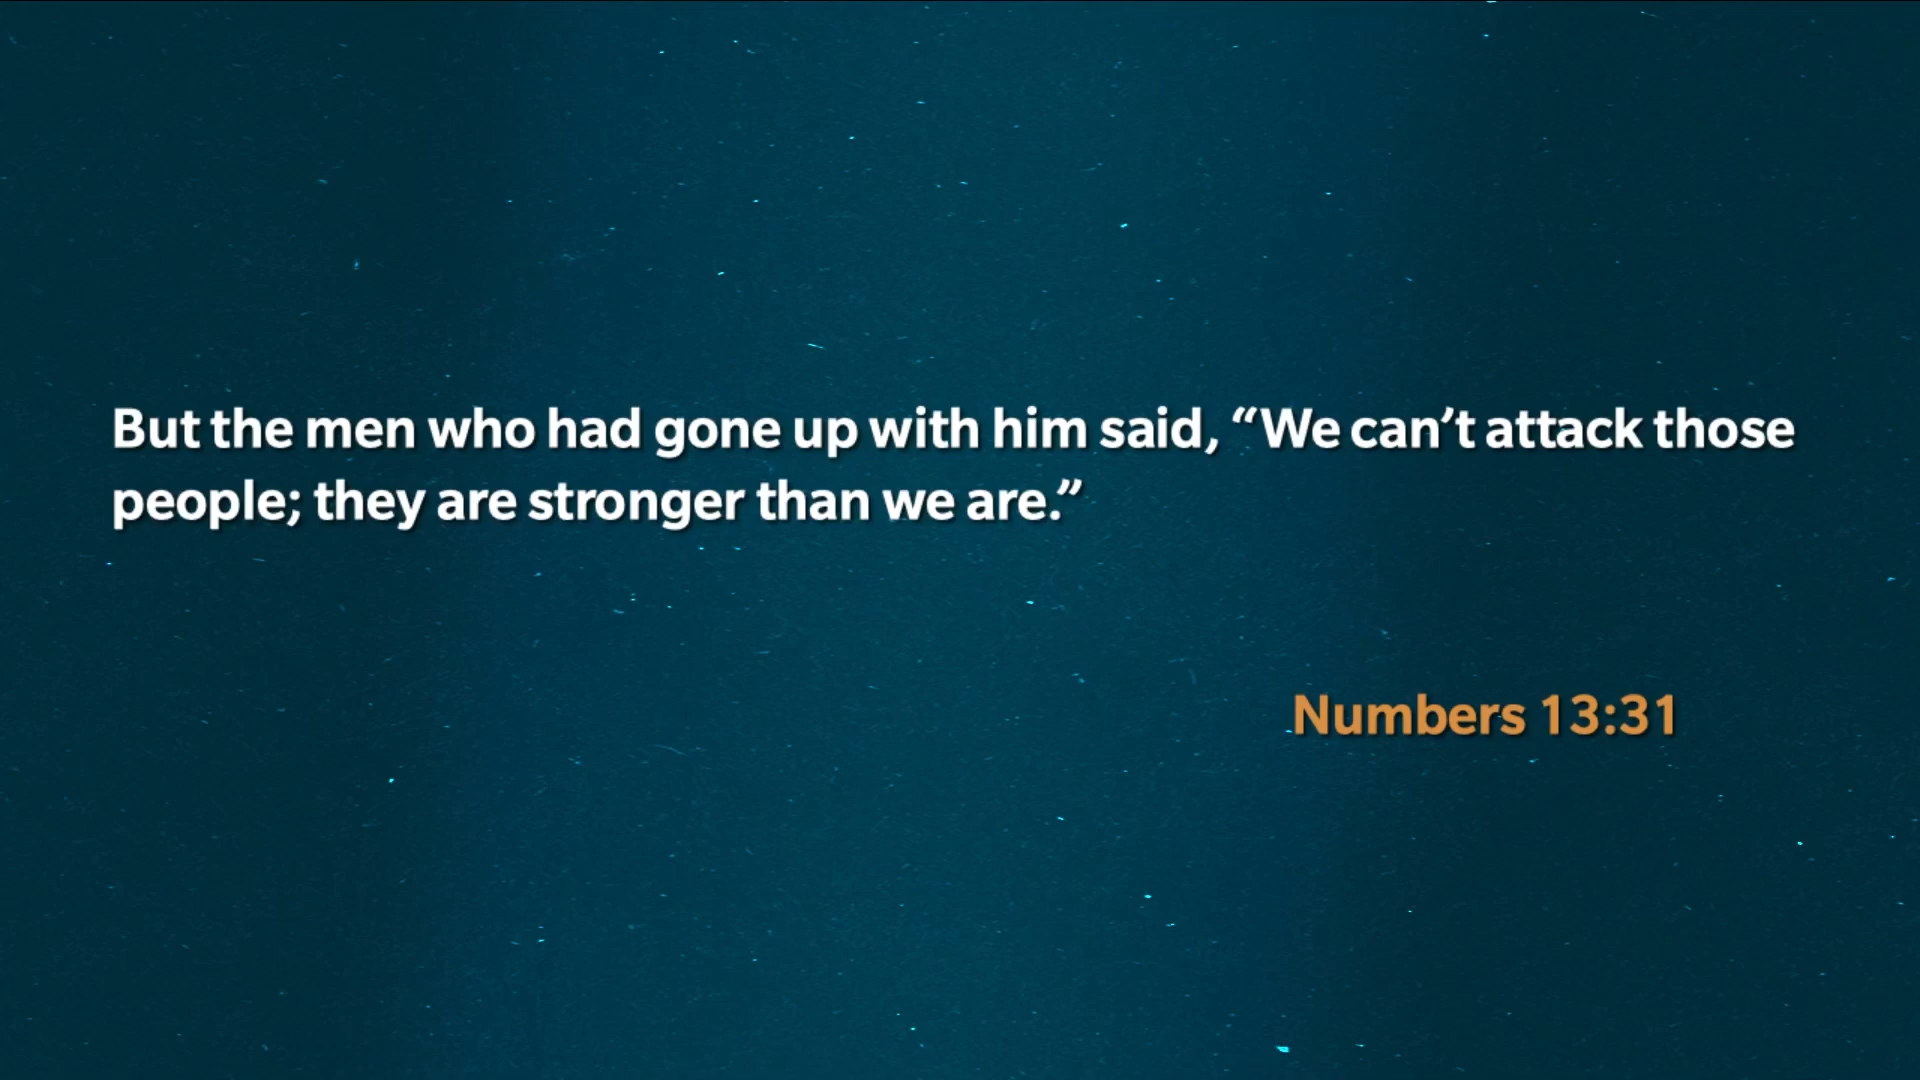 But the men who had gone up with him said, “We can’t attack those
people; they are stronger than we are.”
Numbers 13:31